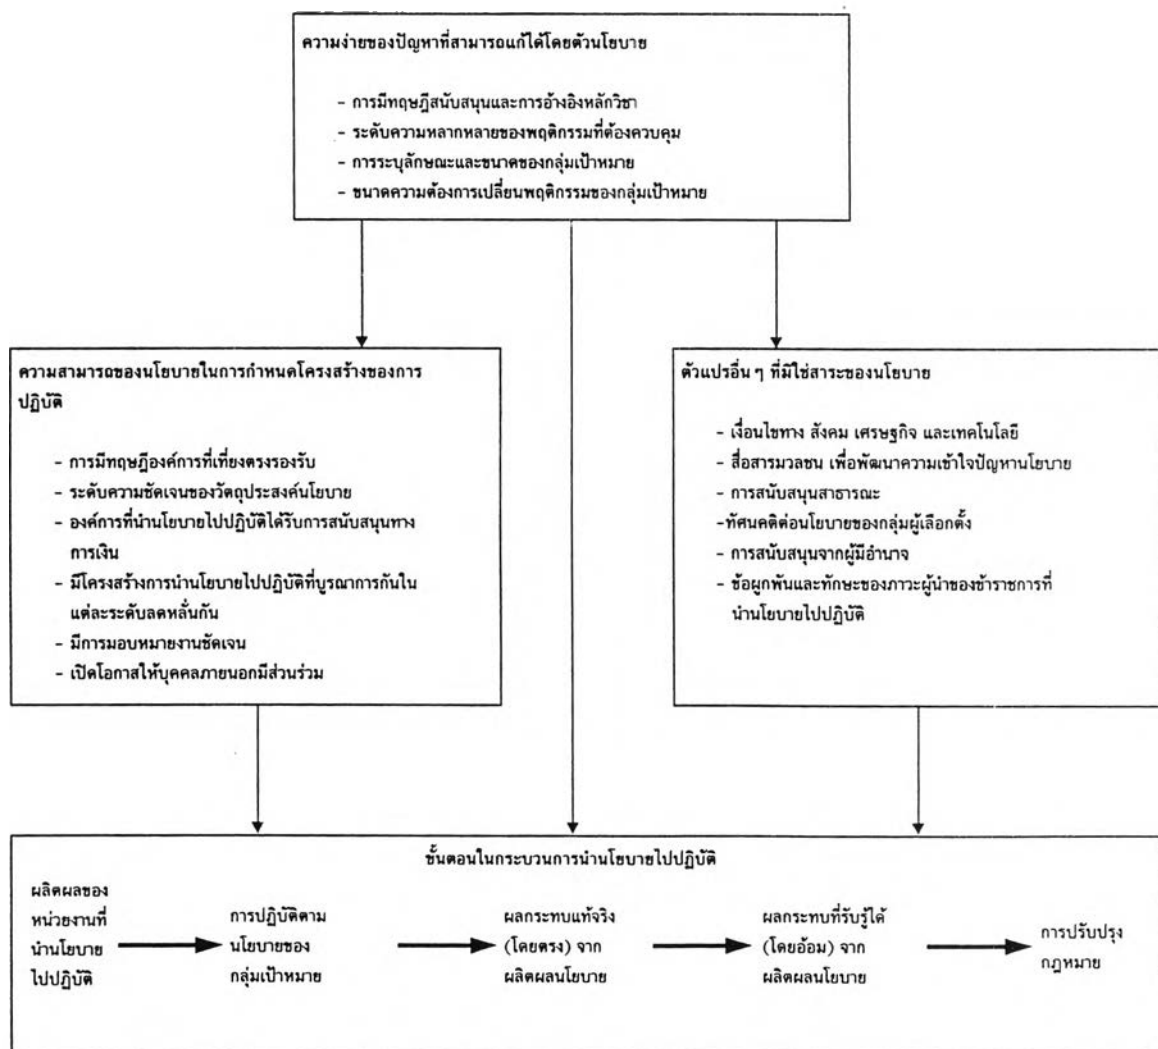 ความง่ายของปัญหาที่สามารถแก้ได้โดยตัวนโยบาย
- การมีทฤษฎีสนับสนุนและการอ้างอิงหลักวิชา
- ระดับความหลากหลายของพฤติกรรมที่ต้องควบคุม
- การระบุลักษณะและขนาดของกลุ่มเป้าหมาย
- ขนาดความต้องการเปลี่ยนพฤติกรรมของกลุ่มเป้าหมาย
ความสามารถของนโยบายในการกำหนดโครงสร้างของการ
ปฏิบัติ
- การมีทฤษฎีองค์การที่เที่ยงตรงรองรับ
- ระดับความชัดเจนของวัตถุประสงค์นโยบาย
- องค์การที่นำนโยบายไปปฏิบัติได้รับการสนับสนุนทาง
การเงิน
- มีโครงสร้างการนำนโยบายไปปฏิบัติที่บูรณาการกันใน
แต่ละระดับลดหลั่นกัน
- มีการมอบหมายงานชัดเจน
- เปิดโอกาสให้บุคคลภายนอกมีส่วนร่วม
ตัวแปรอื่น ๆ ที่มิใช่สาระของนโยบาย
- เงื่อนไขทาง สังคม เศรษฐกิจ และเทคโนโลยี
- สื่อสารมวลชน เพื่อพัฒนาความเข้าใจปัญหานโยบาย
- การสนับสนุนสาธารณะ
-ทัศนคติต่อนโยบายของกลุ่มผู้เลือกตั้ง
- การสนับสนุนจากผู้มีอำนาจ
- ข้อผูกพันและทักษะของภาวะผู้นำของข้าราชการที่
นำนโยบายไปปฏิบัติ
ขั้นตอนในกระบวนการนำนโยบายไปปฏิบัติ
ผลิตผลของ
หน่วยงานที่
นำนโยบาย
ไปปฏิบัติ
การปฏิบัติตาม
นโยบายของ
กลุ่มเป้าหมาย
ผลกระทบแท้จริง
(โดยตรง) จาก
ผลิตผลนโยบาย
ผลกระทบที่รับรู้ได้
(โดยอ้อม) จาก
ผลิตผลนโยบาย
การปรับปรุง
กฎหมาย